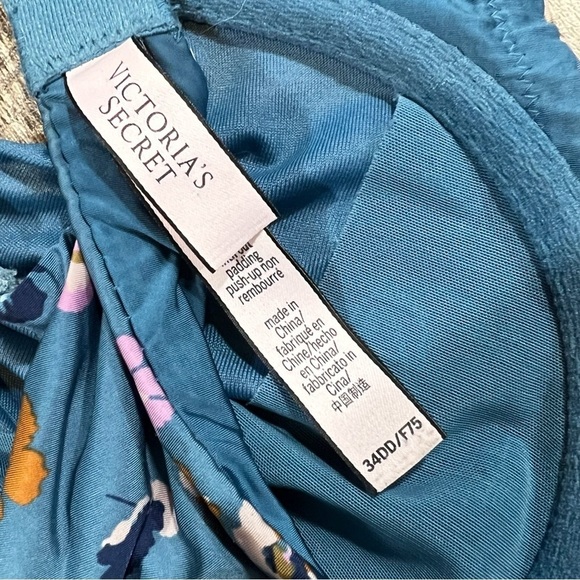 VICTORIA'S
SECRET
padding
push-up non
rembourré
made in
China/
fabriqué en
Chine/hecho
en China/
fabbricato in
Cina/
中国制造
34DD/F75